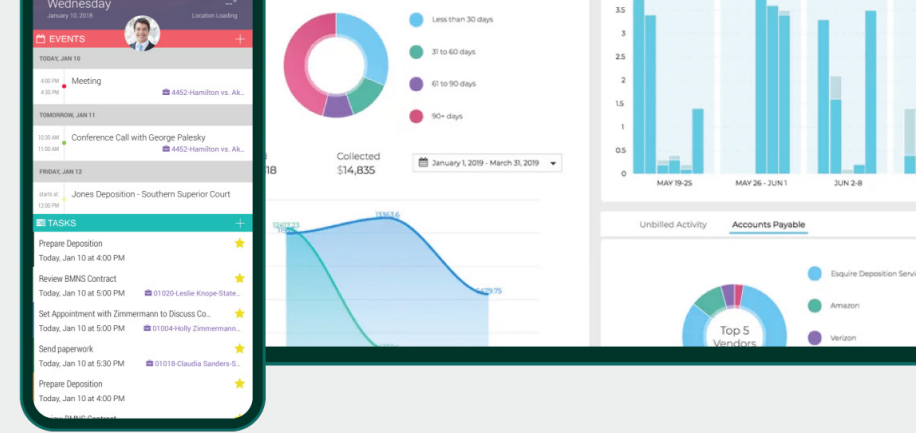 Wednesday
January 10, 2018
Location Loading
EVENTS
TODAY, JAN 10
4:00 PM
Meeting
4:30 PM
4452-Hamilton vs. Ak...
TOMORROW, JAN 11
10:30 AM
Conference Call with George Palesky
11:00 AM
4452-Hamilton vs. Ak...
FRIDAY, JAN 12
starts at
Jones Deposition - Southern Superior Court
12:00 PM
TASKS
Prepare Deposition
Today, Jan 10 at 4:00 PM
Review BMNS Contract
Today, Jan 10 at 5:00 PM
01020-Leslie Knope-State...
Set Appointment with Zimmermann to Discuss Co..
Today, Jan 10 at 5:00 PM
01004-Holly Zimmermann...
Send paperwork
Today, Jan 10 at 5:30 PM
01018-Claudia Sanders-S...
Prepare Deposition
Today, Jan 10 at 4:00 PM
Less than 30 days
31 to 60 days
61 to 90 days
90+ days
18
Collected
$14,835
January 1, 2019 - March 31, 2019
13363.6
3.5
3
2.5
2
1.5
1
0.5
0
MAY 19-25
MAY 26 - JUN 1
JUN 2-8
Unbilled Activity
Accounts Payable
Top 5
Vendors
Esquire Deposition Servi
Amazon
Verizon